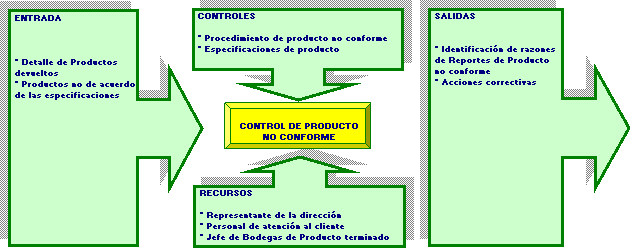 ENTRADA
* Detalle de Productos
devueltos
* Productos no de acuerdo
de las especificaciones
CONTROLES
* Procedimiento de producto no conforme
* Especificaciones de producto
CONTROL DE PRODUCTO
NO CONFORME
RECURSOS
* Representante de la dirección
* Personal de atención al cliente
* Jefe de Bodegas de Producto terminado
SALIDAS
* Identificación de razones
de Reportes de Producto
no conforme
* Acciones correctivas